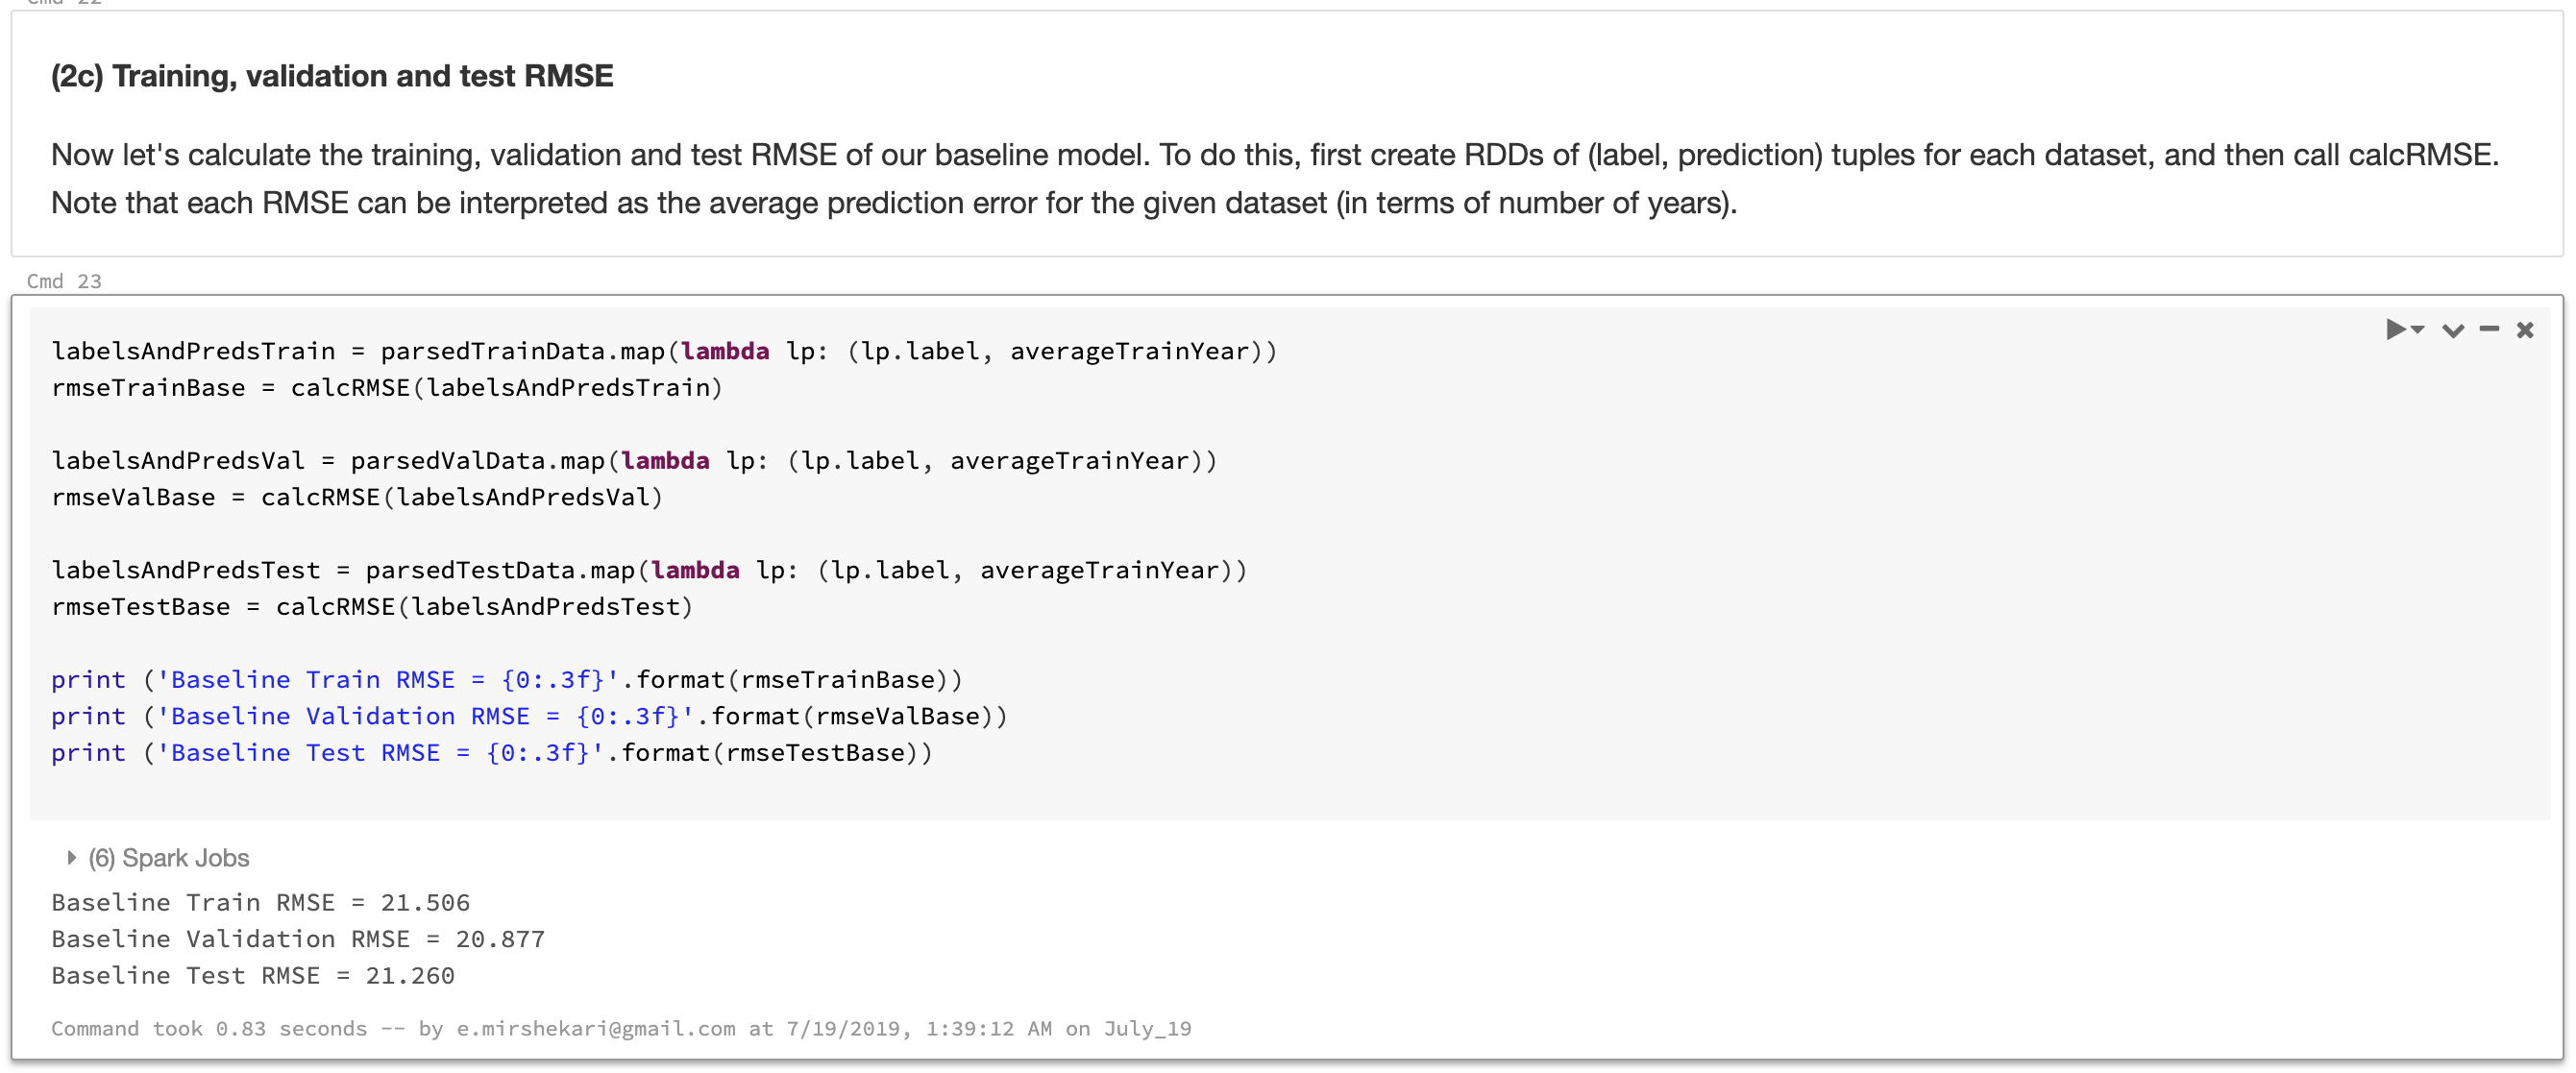 Cmd 22
(2c) Training, validation and test RMSE
Now let's calculate the training, validation and test RMSE of our baseline model. To do this, first create RDDs of (label, prediction) tuples for each dataset, and then call calcRMSE.
Note that each RMSE can be interpreted as the average prediction error for the given dataset (in terms of number of years).
Cmd 23
labelsAndPredsTrain = parsedTrainData.map(lambda lp: (lp.label, averageTrainYear))
rmseTrainBase = calcRMSE(labelsAndPredsTrain)
labelsAndPredsVal = parsedValData.map(lambda lp: (lp.label, averageTrainYear))
rmseValBase = calcRMSE(labelsAndPredsVal)
labelsAndPredsTest = parsedTestData.map(lambda lp: (lp.label, averageTrainYear))
rmseTestBase = calcRMSE(labelsAndPredsTest)
print ('Baseline Train RMSE = {0:.3f}'.format(rmseTrainBase))
print ('Baseline Validation RMSE = {0:.3f}'.format(rmseValBase))
print ('Baseline Test RMSE = {0:.3f}'.format(rmseTestBase))
(6) Spark Jobs
Baseline Train RMSE = 21.506
Baseline Validation RMSE = 20.877
Baseline Test RMSE = 21.260
Command took 0.83 seconds -- by e.mirshekari@gmail.com at 7/19/2019, 1:39:12 AM on July_19